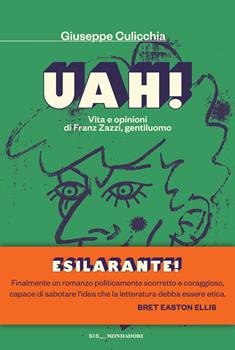 Giuseppe Culicchia
UAH!
Vita e opinioni
di Franz Zazzi, gentiluomo
ESILARANTE!
Finalmente un romanzo politicamente scorretto e coraggioso,
capace di sabotare l'idea che la letteratura debba essere etica.
BRET EASTON ELLIS
SIS__ MONDADORI